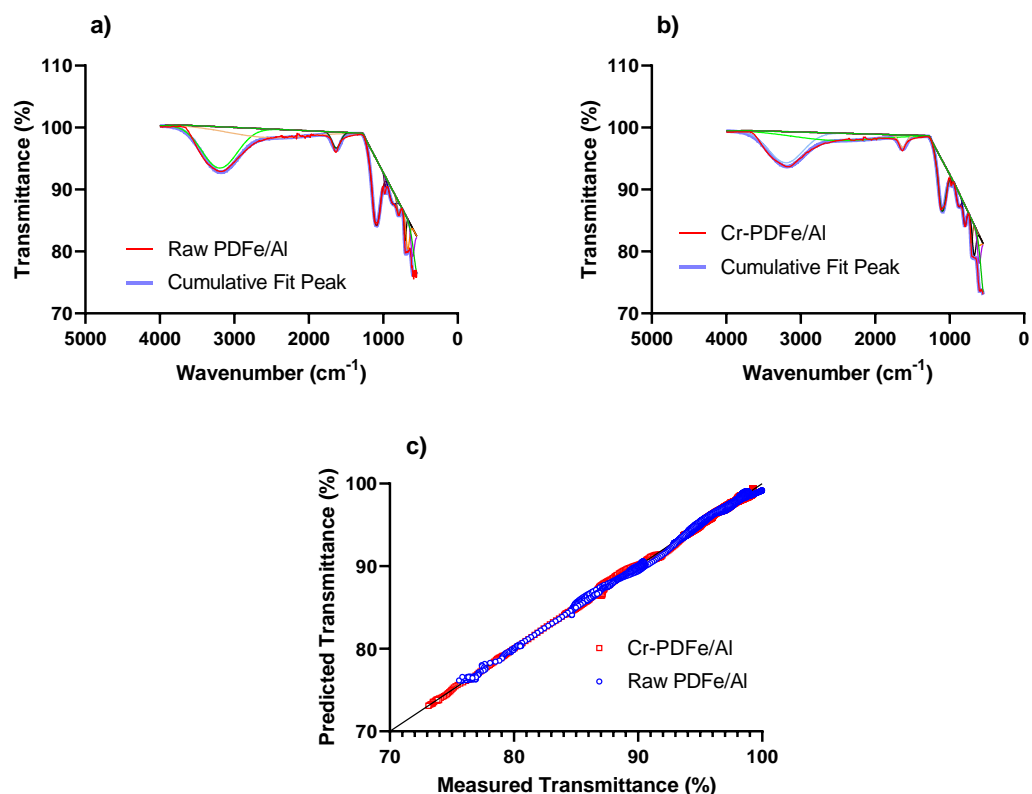 a)
Transmittance (%)
110
100
90
80
70
Raw PDFe/Al
Cumulative Fit Peak
5000 4000 3000 2000 1000 0
Wavenumber (cm-1)
b)
Transmittance (%)
110
100
90
80
70
Cr-PDFe/Al
Cumulative Fit Peak
5000 4000 3000 2000 1000 0
Wavenumber (cm-1)
c)
Predicted Transmittance (%)
100
90
80
70
Cr-PDFe/Al
Raw PDFe/Al
70 80 90 100
Measured Transmittance (%)